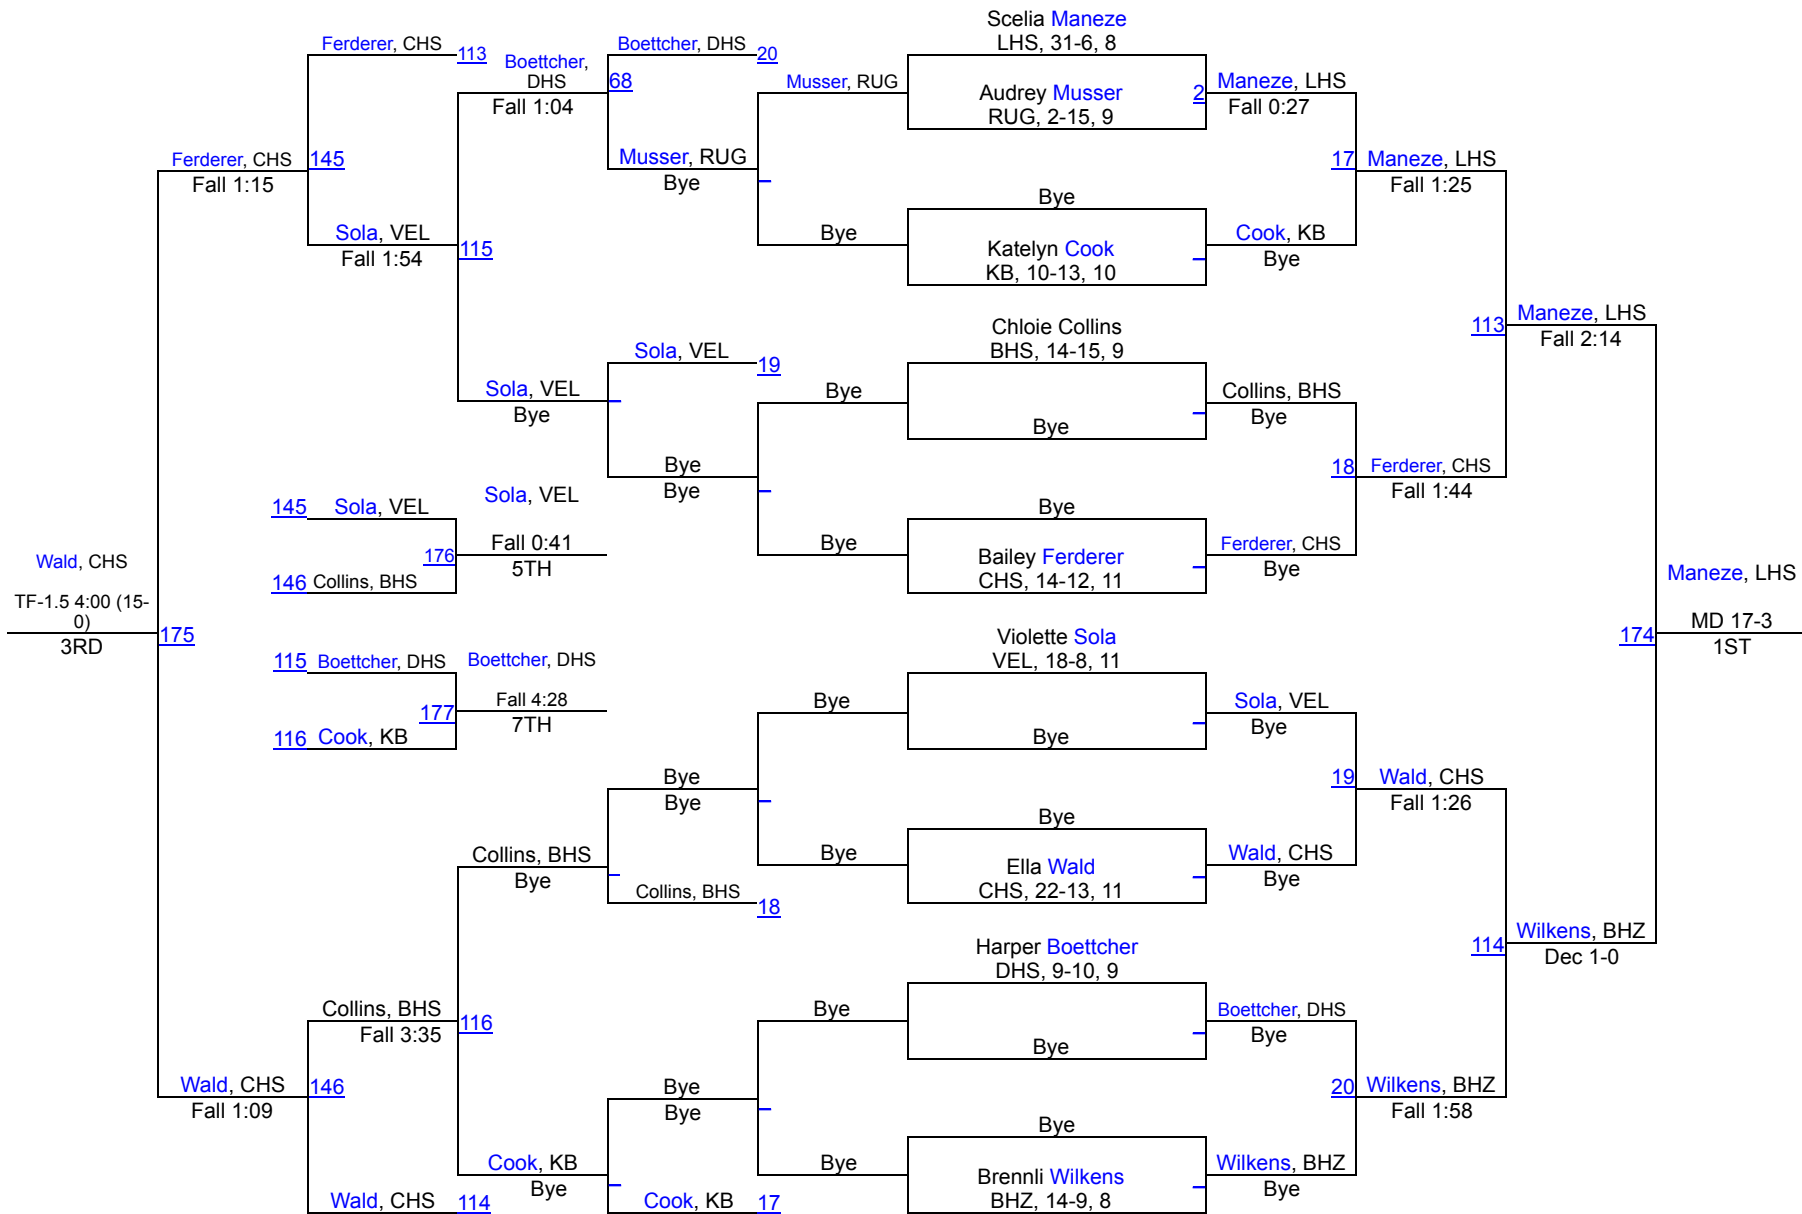 Scelia Maneze
LHS, 31-6, 8
Ferderer, CHS
113
Boettcher,
DHS
Fall 1:04
Boettcher, DHS
20
68
Musser, RUG
Audrey Musser
RUG, 2-15, 9
2
Maneze, LHS
Fall 0:27
Ferderer, CHS
Fall 1:15
145
Musser, RUG
Bye
17
Maneze, LHS
Fall 1:25
Sola, VEL
Fall 1:54
115
Bye
Bye
Katelyn Cook
KB, 10-13, 10
Cook, KB
Bye
Chloie Collins
BHS, 14-15, 9
113
Maneze, LHS
Fall 2:14
Sola, VEL
19
Sola, VEL
Bye
Bye
Bye
Collins, BHS
Bye
Bye
Bye
18
Ferderer, CHS
Fall 1:44
145
Sola, VEL
Sola, VEL
Bye
Fall 0:41
5TH
176
146
Collins, BHS
Bye
Bailey Ferderer
CHS, 14-12, 11
Ferderer, CHS
Bye
Wald, CHS
TF-1.5 4:00 (15-
0)
3RD
175
Maneze, LHS
MD 17-3
1ST
174
Violette Sola
VEL, 18-8, 11
115
Boettcher, DHS
Boettcher, DHS
Fall 4:28
7TH
177
116
Cook, KB
Bye
Bye
Sola, VEL
Bye
Bye
Bye
19
Wald, CHS
Fall 1:26
Bye
Collins, BHS
Bye
Bye
Ella Wald
CHS, 22-13, 11
Wald, CHS
Bye
Collins, BHS
18
Harper Boettcher
DHS, 9-10, 9
114
Wilkens, BHZ
Dec 1-0
Collins, BHS
Fall 3:35
116
Bye
Bye
Boettcher, DHS
Bye
Wald, CHS
Fall 1:09
146
Bye
Bye
20
Wilkens, BHZ
Fall 1:58
Bye
Cook, KB
Bye
Bye
Brennli Wilkens
BHZ, 14-9, 8
Wilkens, BHZ
Bye
Wald, CHS
114
Cook, KB
17